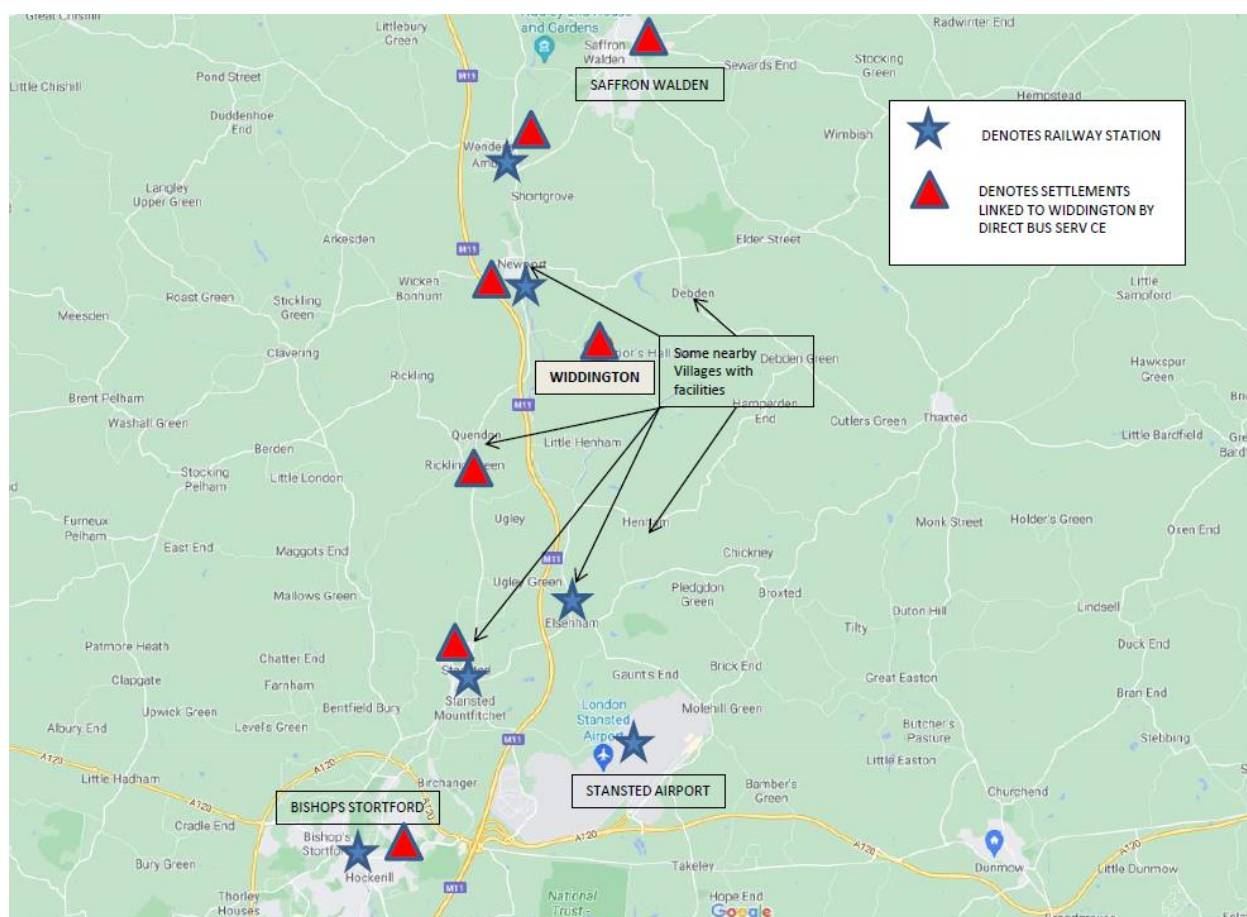 Great Chishill
Littlebury
Green
and Gardens
Saffron
Walden
Radwinter End
M11
Sewards End
Stocking
Green
Little Chishill
Pond Street
SAFFRON WALDEN
Hempstead
Duddenhoe
End
Wimbish
DENOTES RAILWAY STATION
Langley
Upper Green
Shortgrove
DENOTES SETTLEMENTS
LINKED TO WIDDINGTON BY
DIRECT BUS SERV CE
Arkesden
Elder Street
M11
Newport
Wicken
Bonhunt
Debden
Little
Sampford
Roast Green
Stickling
Green
Meesden
Clavering
Some nearby
Villages with
facilities
Debden Green
Hawkspur
Green
WIDDINGTON
Rickling
Brent Pelham
M11
Hamperden
End
Washall Green
Cutlers Green
Thaxted
Quendon
Little Henham
Little Bardfield
Berden
Stocking
Pelham
Little London
Ugley
Henham
Monk Street
Holder's Green
Furneux
Pelham
East End
Maggots End
Oxen End
Chickney
M11
Ugley Green
Pledgdon
Green
Broxted
Mallows Green
Elsenham
Duton Hill
Lindsell
Tilty
Patmore Heath
Chatter End
Duck End
Brick End
Gaunts End
Great Easton
Clapgate
Farnham
Bran End
Upwick Green
Bentfield Bury
Stansted
Mountfitchet
London
Stansted
Airport
Molehill Green
Albury End
Level's Green
Butcher's
Pasture
Stebbing
A120
M11
Little Easton
Little Hadham
A120
Birchanger
STANSTED AIRPORT
Bamber's
Green
Churchend
BISHOPS STORTFORD
Cradle End
Bishop's
A120
A120
Bury Green
Hockerill
Takeley
Dunmow
Little Dunmow
M11
Thorley
Houses
National
Trust -
Hope End
Google